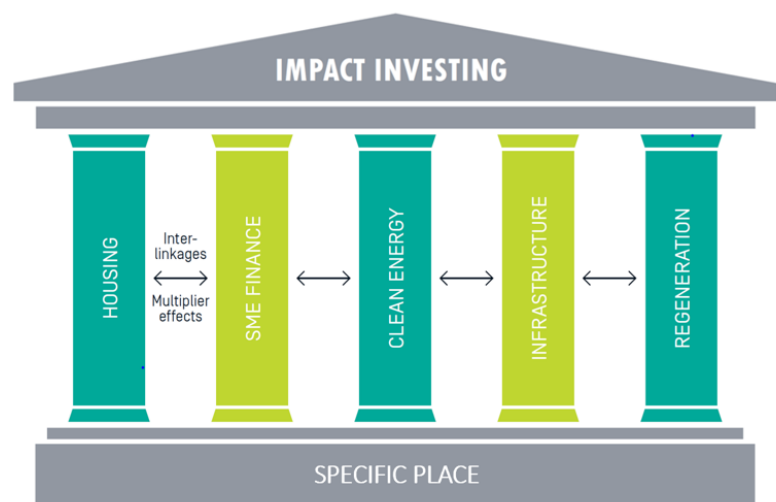 IMPACT INVESTING
HOUSING
Inter-
linkages
Multiplier
effects
SME FINANCE
CLEAN ENERGY
INFRASTRUCTURE
REGENERATION
SPECIFIC PLACE